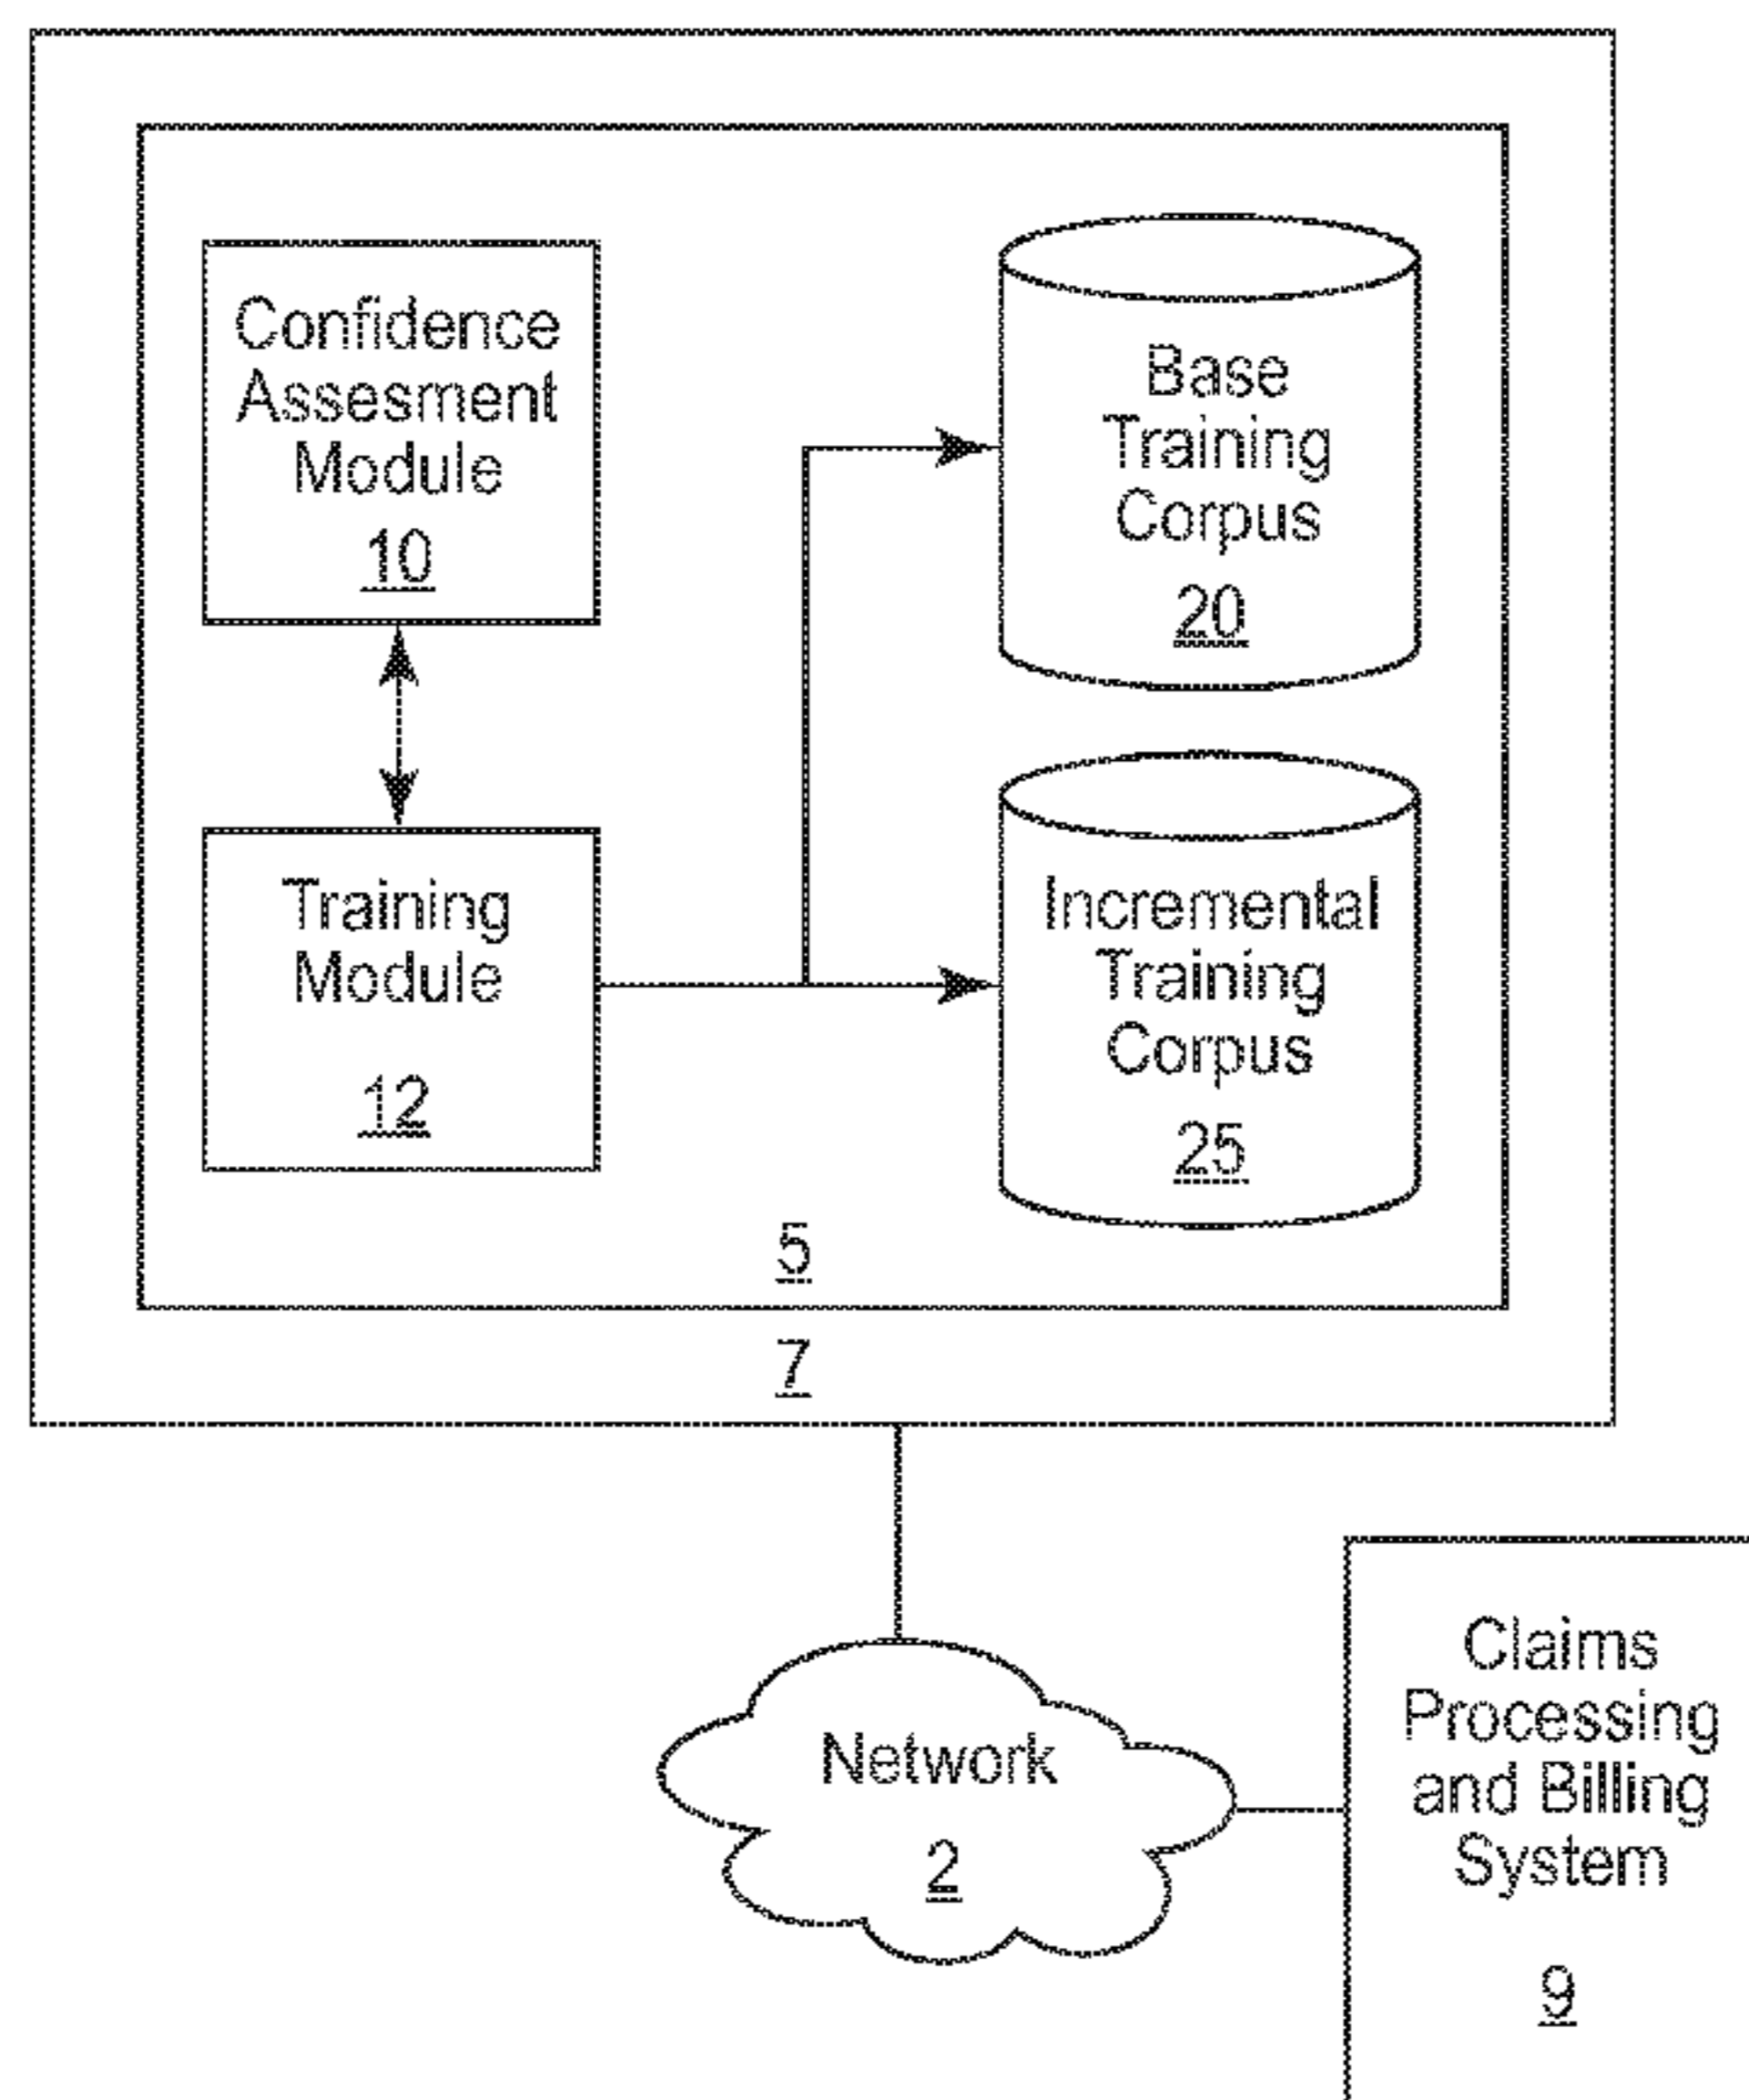 Confidence
Assesment
Module
10
Base
Training
Corpus
20
Training
Module
12
Incremental
Training
Corpus
25
5
7
Network
2
Claims
Processing
and Billing
System
9